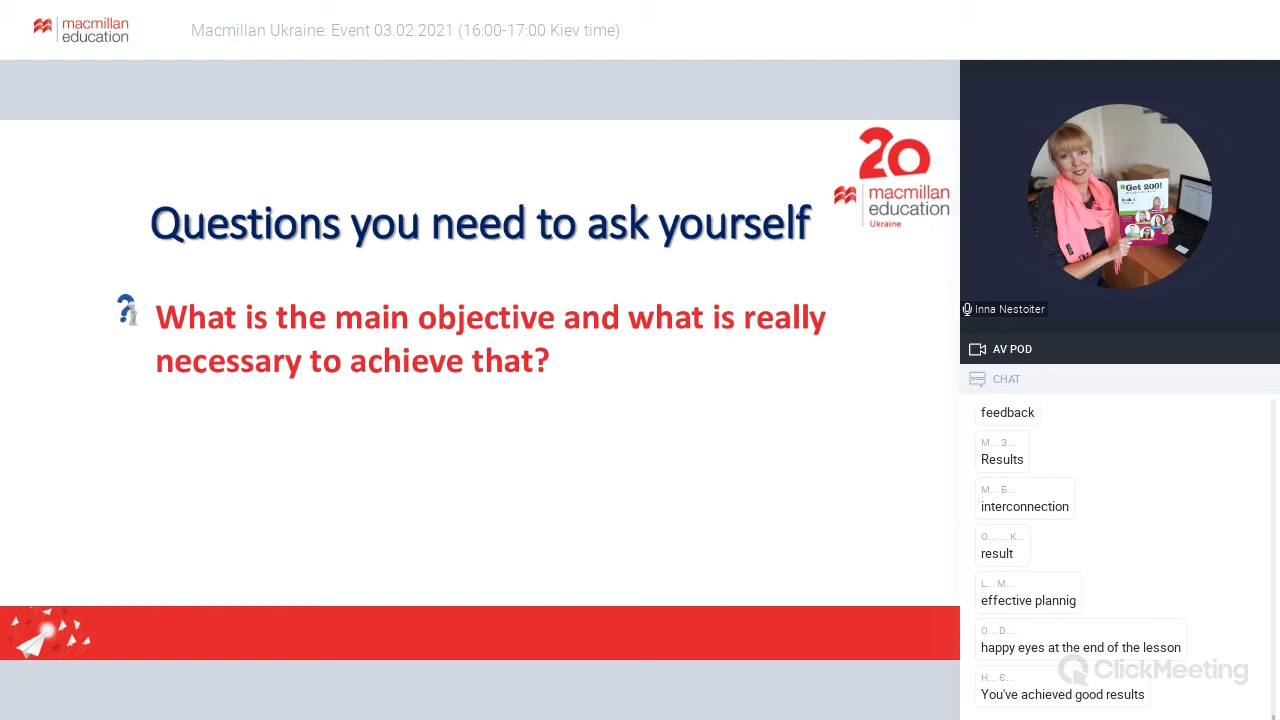 macmillan
education
Macmillan Ukraine: Event 03.02.2021 (16:00-17:00 Kiev time)
20
macmillan
education
Ukraine
Questions you need to ask yourself
What is the main objective and what is really
necessary to achieve that?
Get 200!
Book 1
Inna Nestoiter
AV POD
CHAT
feedback
М... З...
Results
М... Б...
interconnection
О... ... К...
result
L... M...
effective plannig
O... D...
happy eyes at the end of the lesson
Н... Є...
You've achieved good results
ClickMeeting